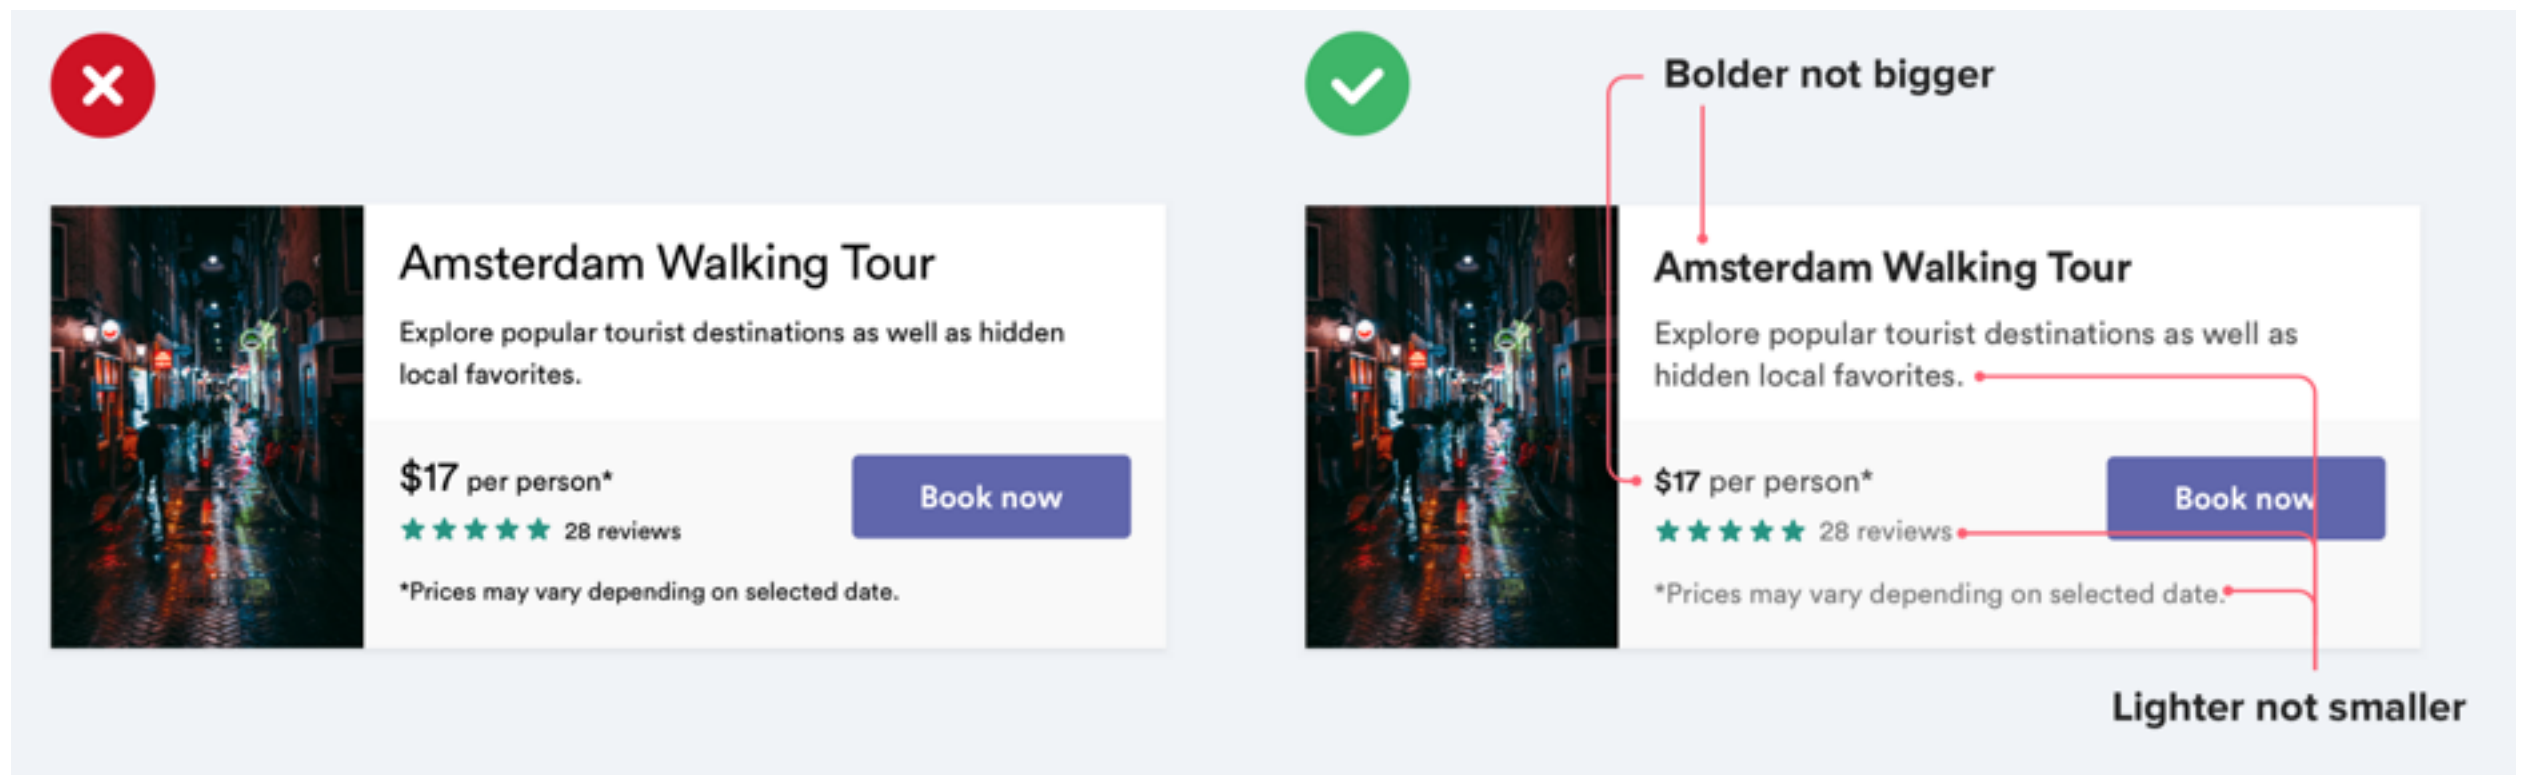 Amsterdam Walking Tour
Explore popular tourist destinations as well as hidden
local favorites.
$17 per person*
28 reviews
Book now
*Prices may vary depending on selected date.
Bolder not bigger
Amsterdam Walking Tour
Explore popular tourist destinations as well as
hidden local favorites.
$17 per person*
28 reviews
Book now
*Prices may vary depending on selected date.
Lighter not smaller